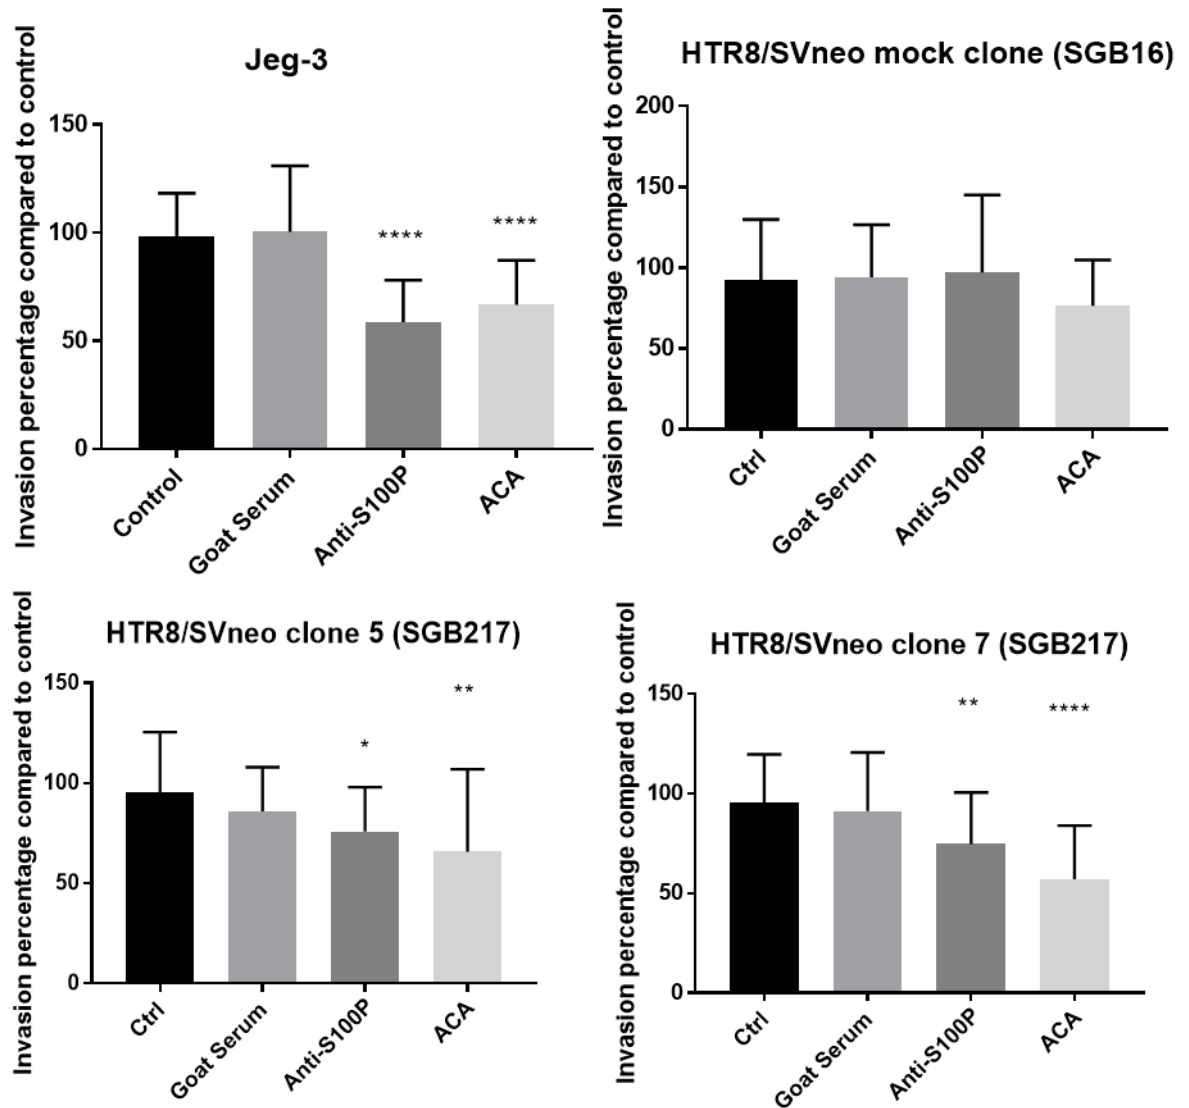 Jeg-3
Invasion percentage compared to control
150
100
50
0
****
****
Control
Goat Serum
Anti-S100P
ACA
HTR8/SVneo mock clone (SGB16)
Invasion percentage compared to control
200
150
100
50
0
Ctrl
Goat Serum
Anti-S100P
ACA
HTR8/SVneo clone 5 (SGB217)
Invasion percentage compared to control
150
100
50
0
*
**
Ctrl
Goat Serum
Anti-S100P
ACA
HTR8/SVneo clone 7 (SGB217)
Invasion percentage compared to control
150
100
50
0
**
****
Ctrl
Goat Serum
Anti-S100P
ACA